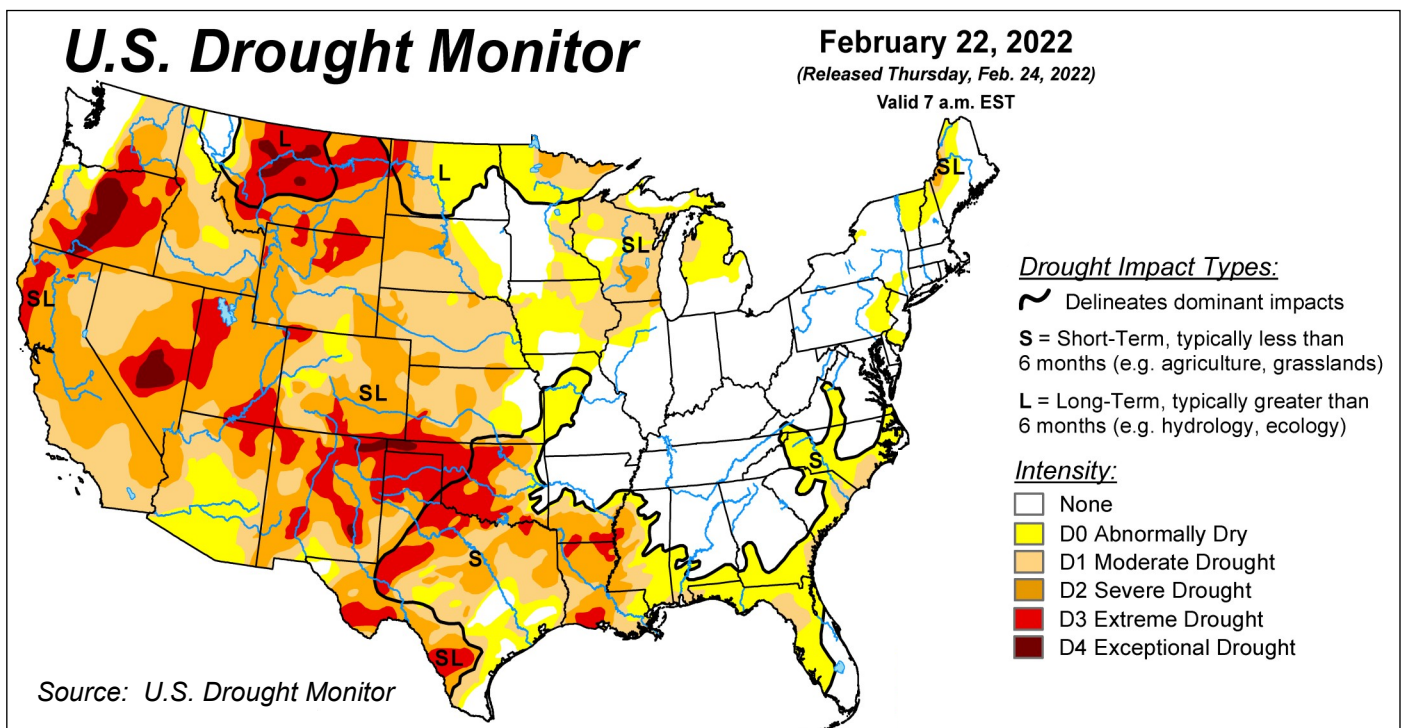 U.S. Drought Monitor
February 22, 2022
(Released Thursday, Feb. 24, 2022)
Valid 7 a.m. EST
L
L
SL
SL
SL
SL
S
S
SL
Drought Impact Types:
Delineates dominant impacts
S = Short-Term, typically less than
6 months (e.g. agriculture, grasslands)
L = Long-Term, typically greater than
6 months (e.g. hydrology, ecology)
Intensity:
None
D0 Abnormally Dry
D1 Moderate Drought
D2 Severe Drought
D3 Extreme Drought
D4 Exceptional Drought
Source: U.S. Drought Monitor